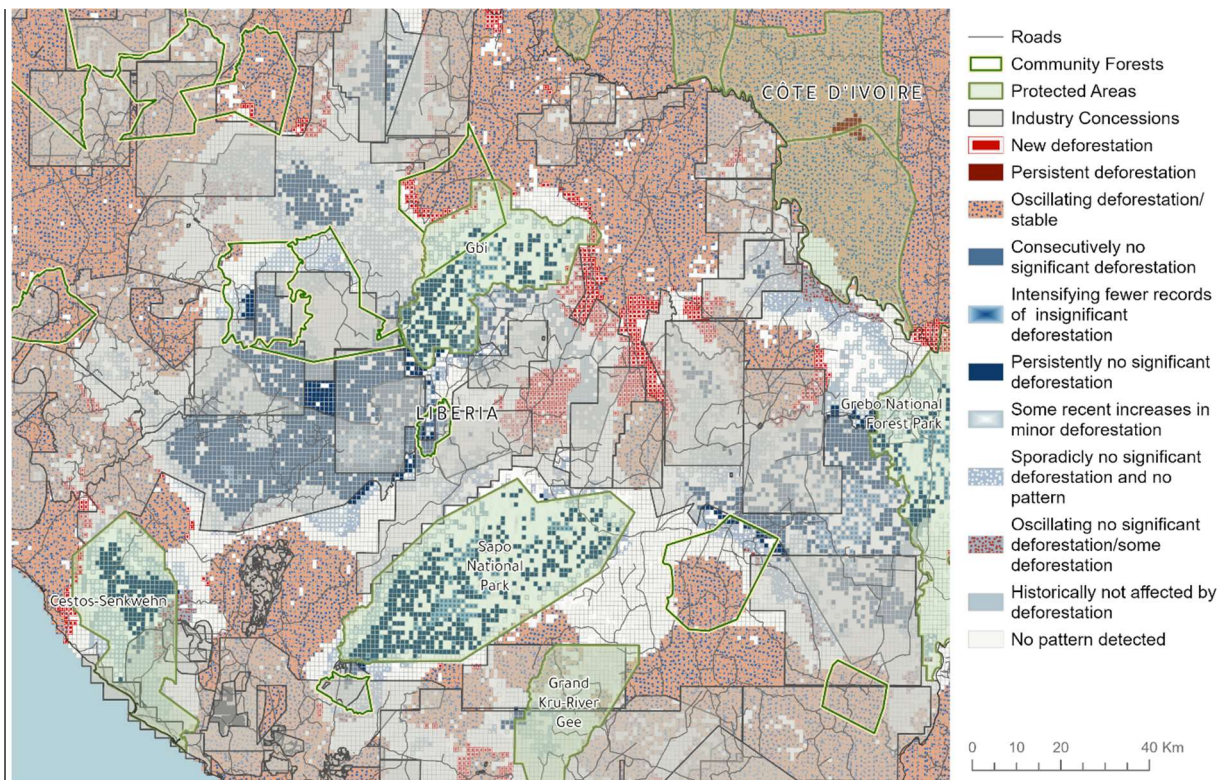 CÔTE D'IVOIRE
Gbi
LIBERIA
Grebo National
Forest Park
Sapo
National
Park
Cestos-Senkwehn
Grand
Kru-River
Gee
Roads
Community Forests
Protected Areas
Industry Concessions
New deforestation
Persistent deforestation
Oscillating deforestation/
stable
Consecutively no
significant deforestation
Intensifying fewer records
of insignificant
deforestation
Persistently no significant
deforestation
Some recent increases in
minor deforestation
Sporadicly no significant
deforestation and no
pattern
Oscillating no significant
deforestation/some
deforestation
Historically not affected by
deforestation
No pattern detected
0 10 20 40 Km